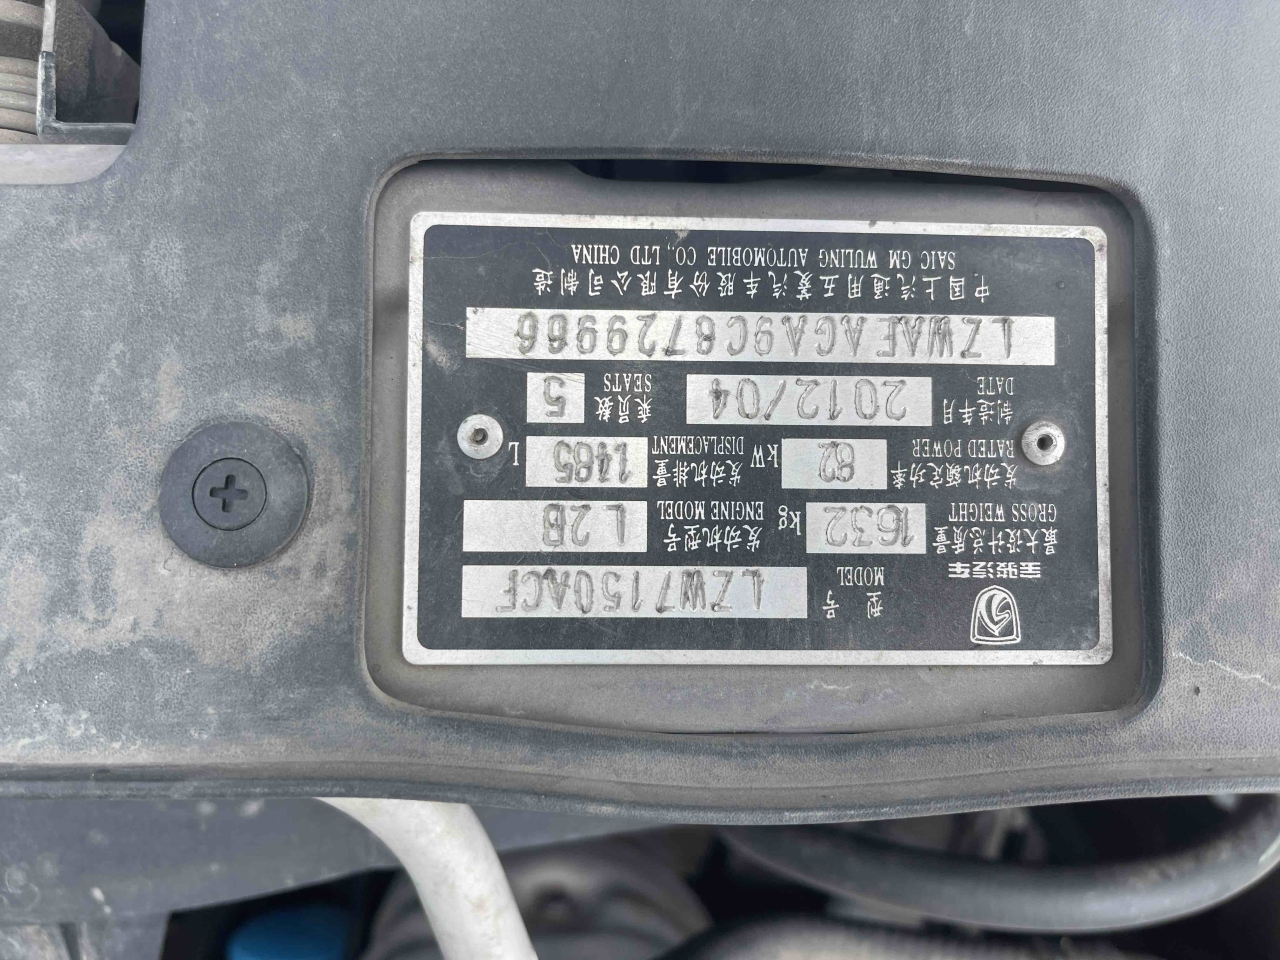 宝骏汽车
型号 MODEL LZW7150ACF
最大设计总质量 GROSS WEIGHT 1632 kg 发动机型号 ENGINE MODEL L2B
发动机额定功率 RATED POWER 82 kW 发动机排量 DISPLACEMENT 1.485 L
制造年月 DATE 2012/04 乘员数 SEATS 5
LZWAEAGA9C8729966
中国上汽通用五菱汽车股份有限公司制造
SAIC GM WULING AUTOMOBILE CO., LTD CHINA